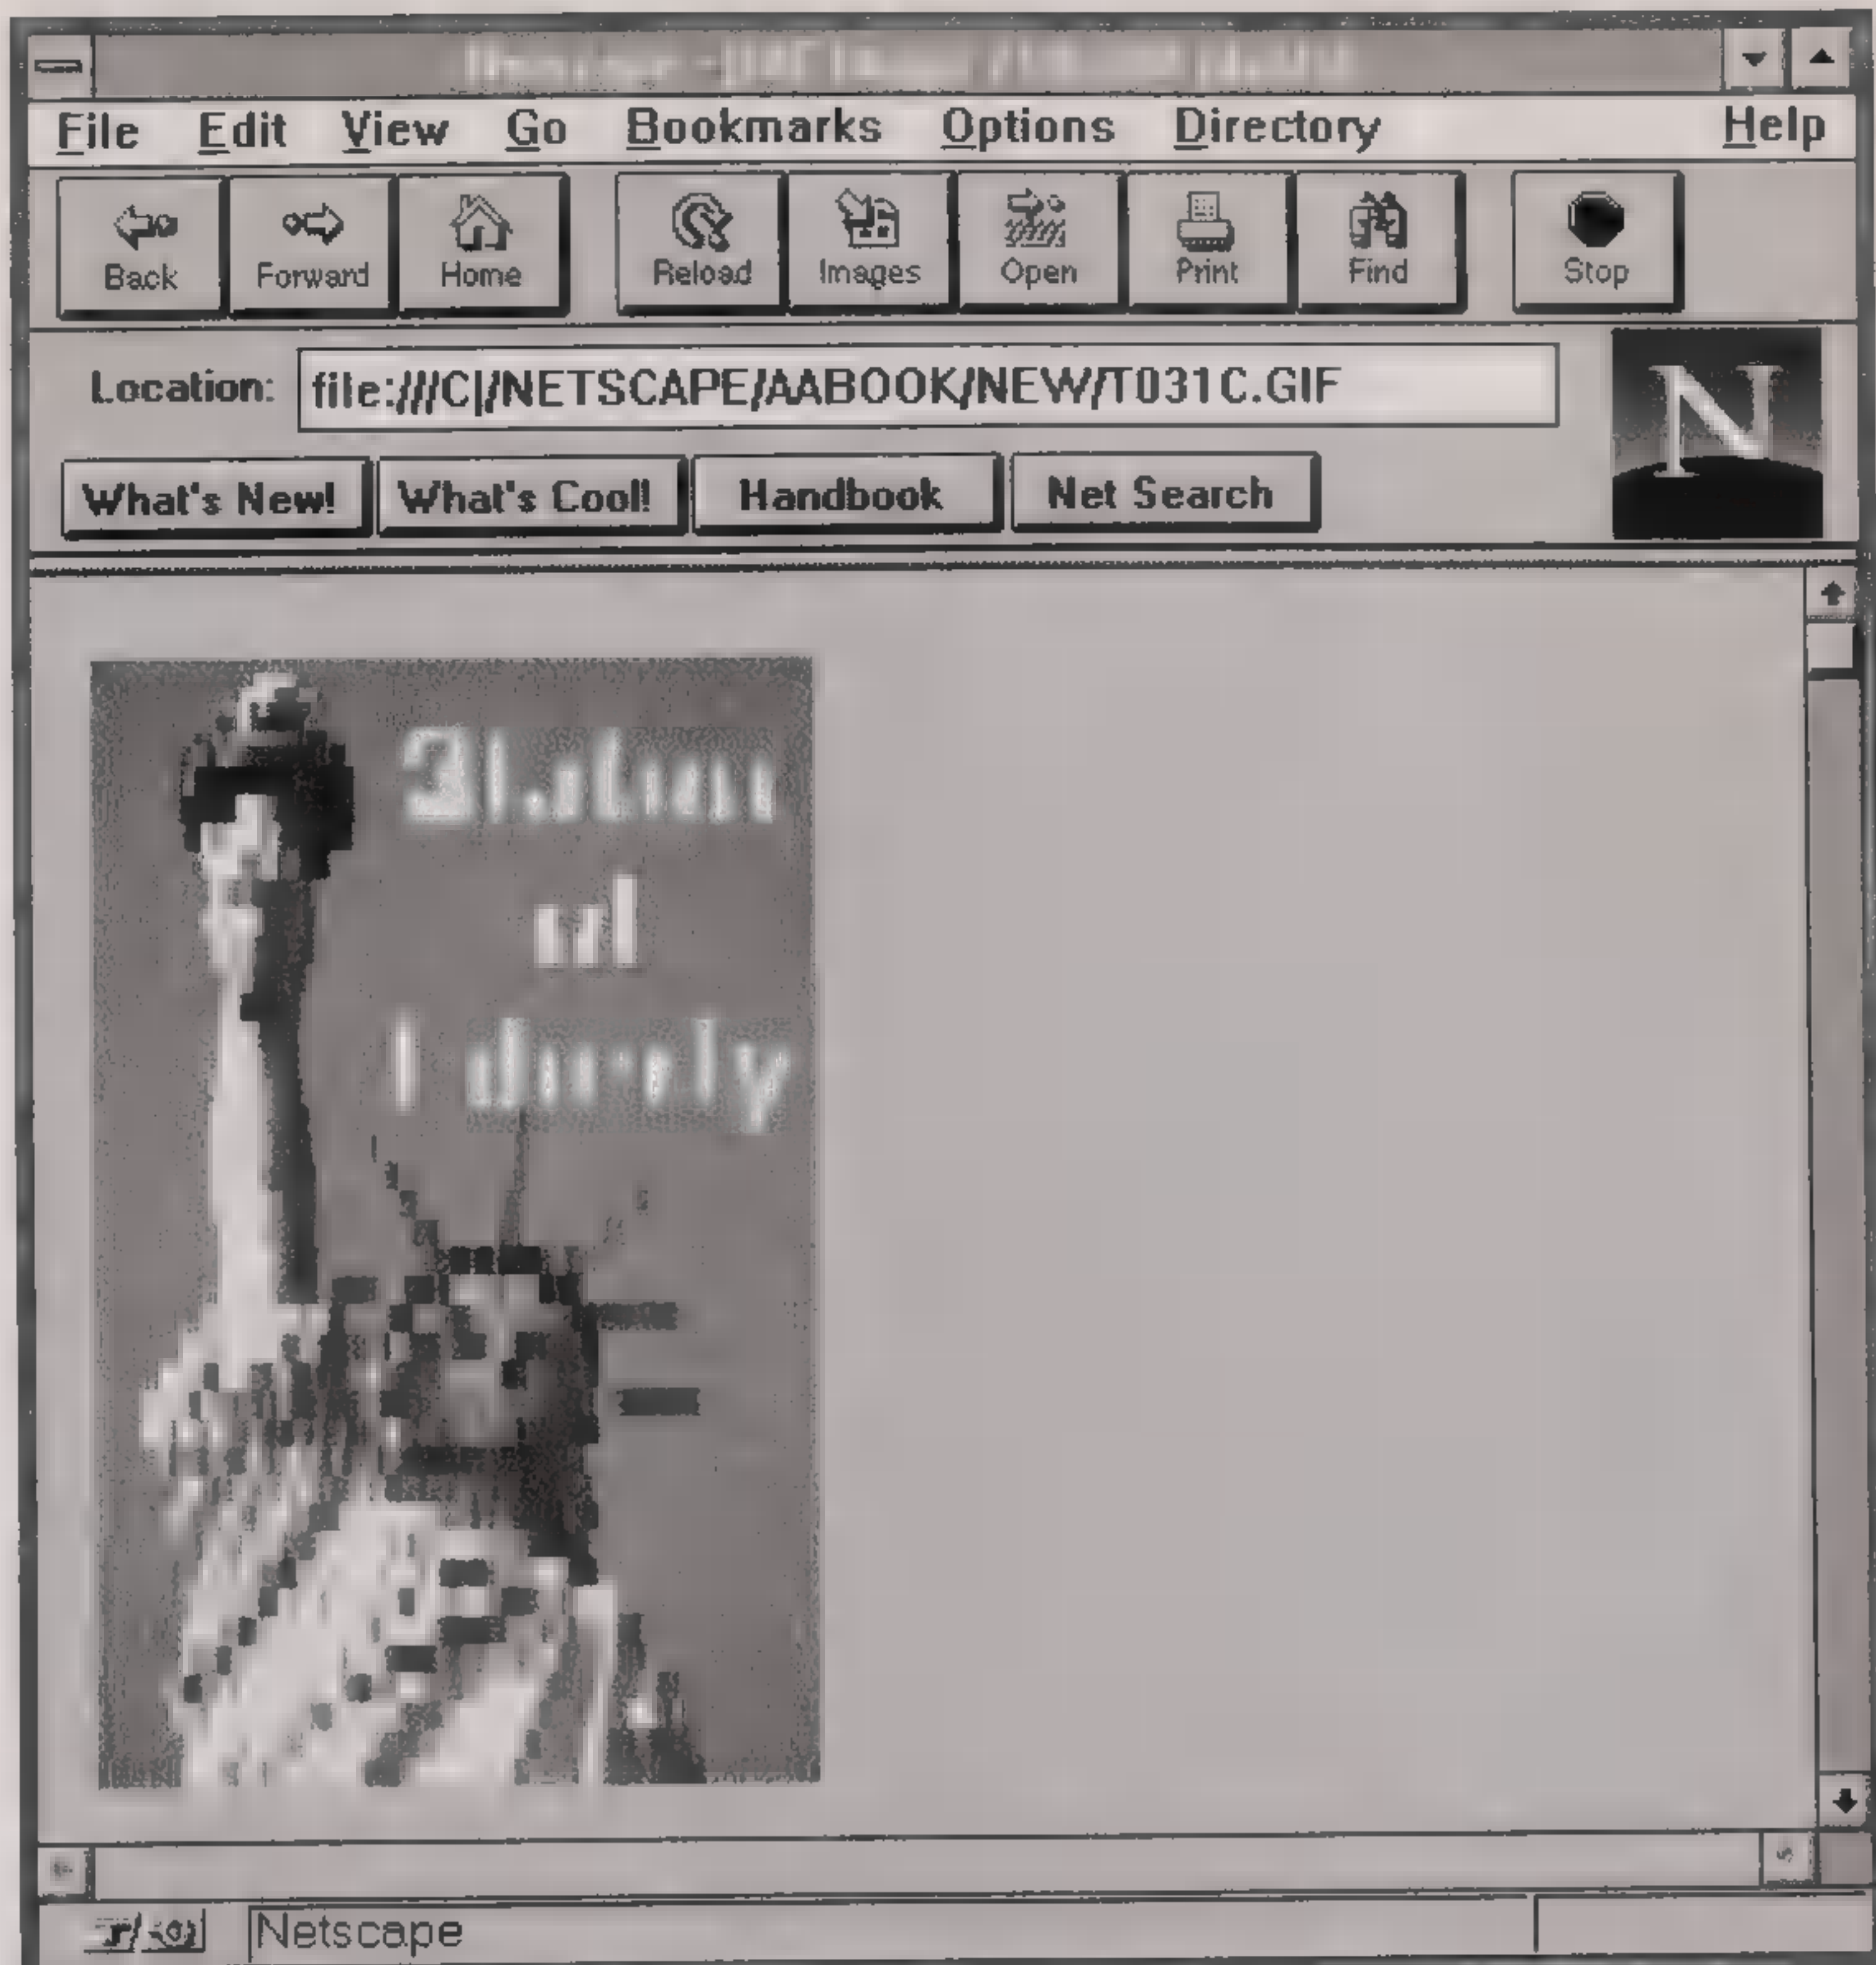 File Edit View Go Bookmarks Options Directory Help
Back Forward Home Reload Images Open Print Find Stop
Location: file:///C|/NETSCAPE/AABOOK/NEW/T031C.GIF
N
What's New! What's Cool! Handbook Net Search
Netscape